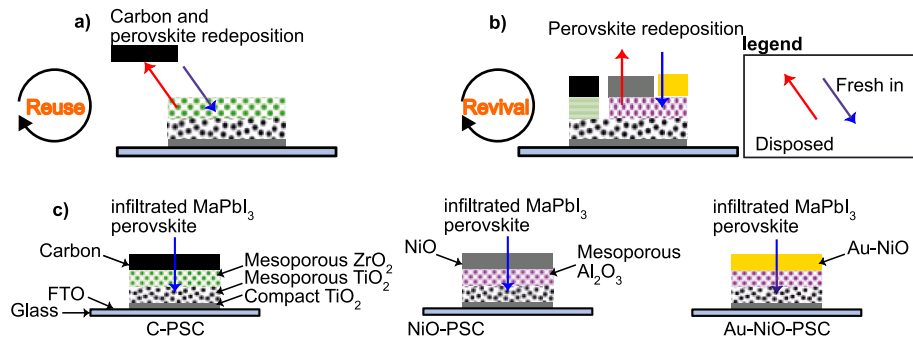 a)
Carbon and
perovskite redeposition
Reuse
b)
Perovskite redeposition
Revival
legend
Fresh in
Disposed
c)
infiltrated MaPbI₃
perovskite
Carbon
Mesoporous ZrO₂
Mesoporous TiO₂
Compact TiO₂
FTO
Glass
C-PSC
infiltrated MaPbI₃
perovskite
NiO
Mesoporous
Al₂O₃
NiO-PSC
infiltrated MaPbI₃
perovskite
Au-NiO
Au-NiO-PSC